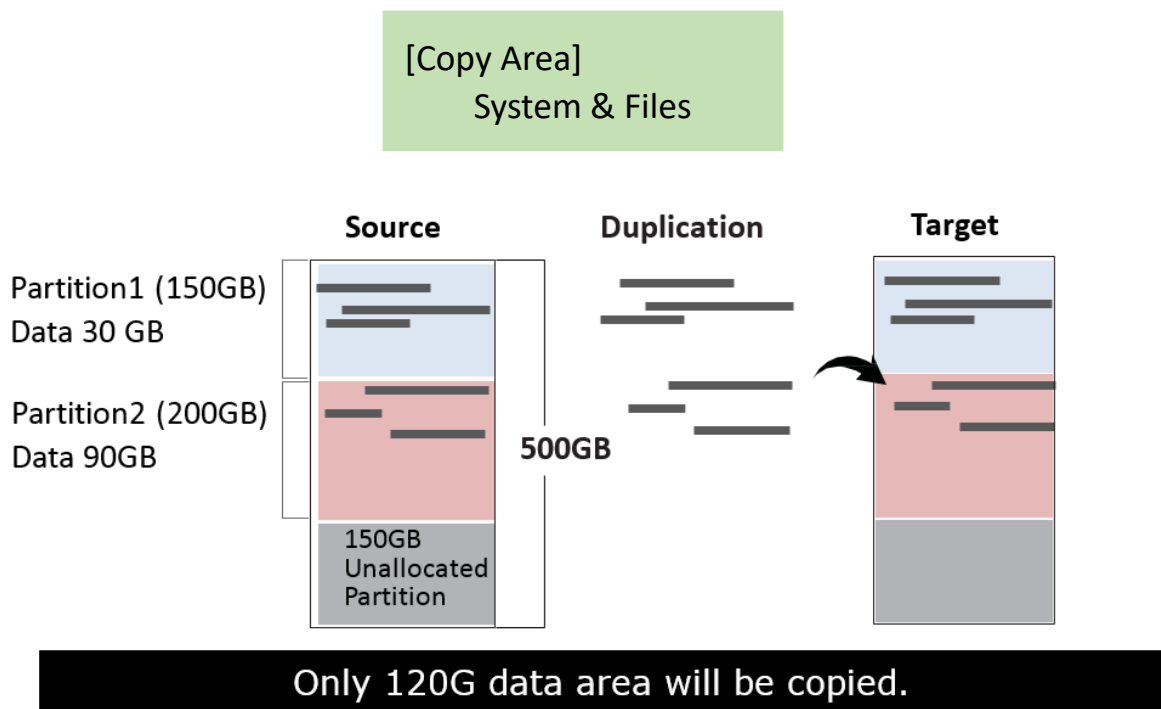 [Copy Area]
System & Files
Source
Duplication
Target
Partition1 (150GB)
Data 30 GB
Partition2 (200GB)
Data 90GB
500GB
150GB
Unallocated
Partition
Only 120G data area will be copied.